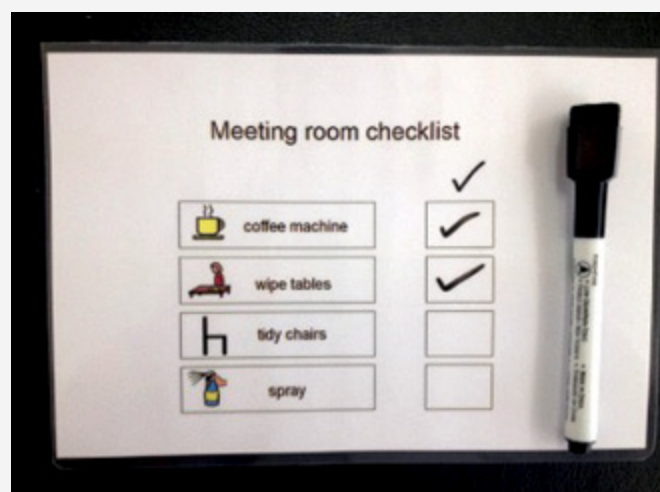 Meeting room checklist
coffee machine
wipe tables
tidy chairs
spray